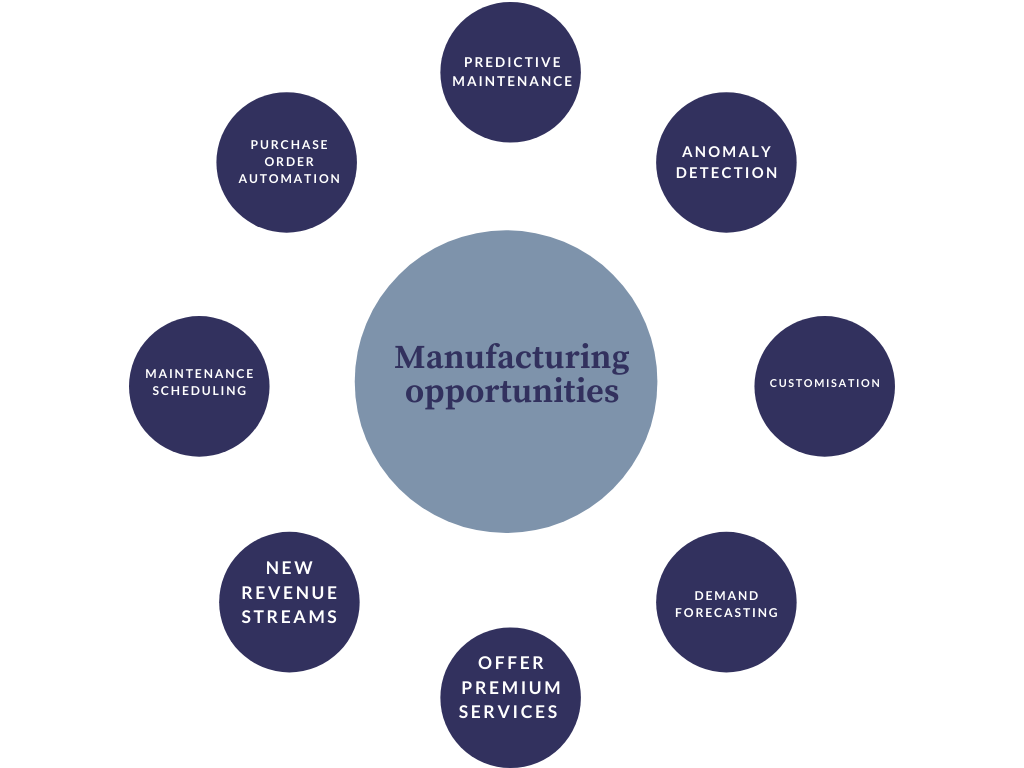 PREDICTIVE
MAINTENANCE
ANOMALY
DETECTION
PURCHASE
ORDER
AUTOMATION
Manufacturing
opportunities
MAINTENANCE
SCHEDULING
CUSTOMISATION
NEW
REVENUE
STREAMS
DEMAND
FORECASTING
OFFER
PREMIUM
SERVICES